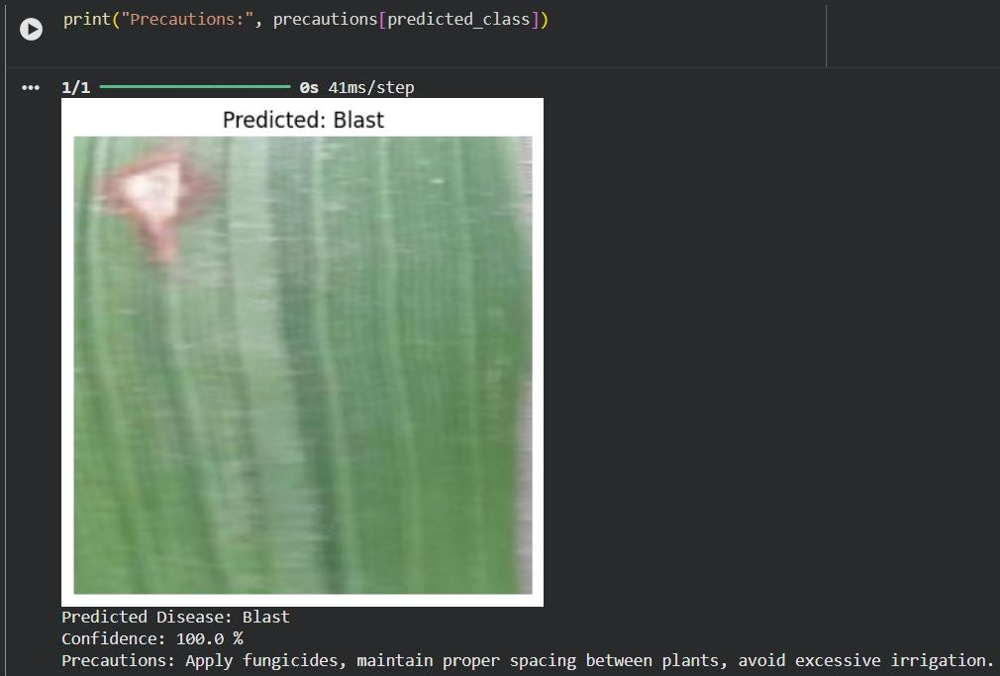 print("Precautions:", precautions[predicted_class])
1/1 0s 41ms/step
Predicted: Blast
Predicted Disease: Blast
Confidence: 100.0 %
Precautions: Apply fungicides, maintain proper spacing between plants, avoid excessive irrigation.